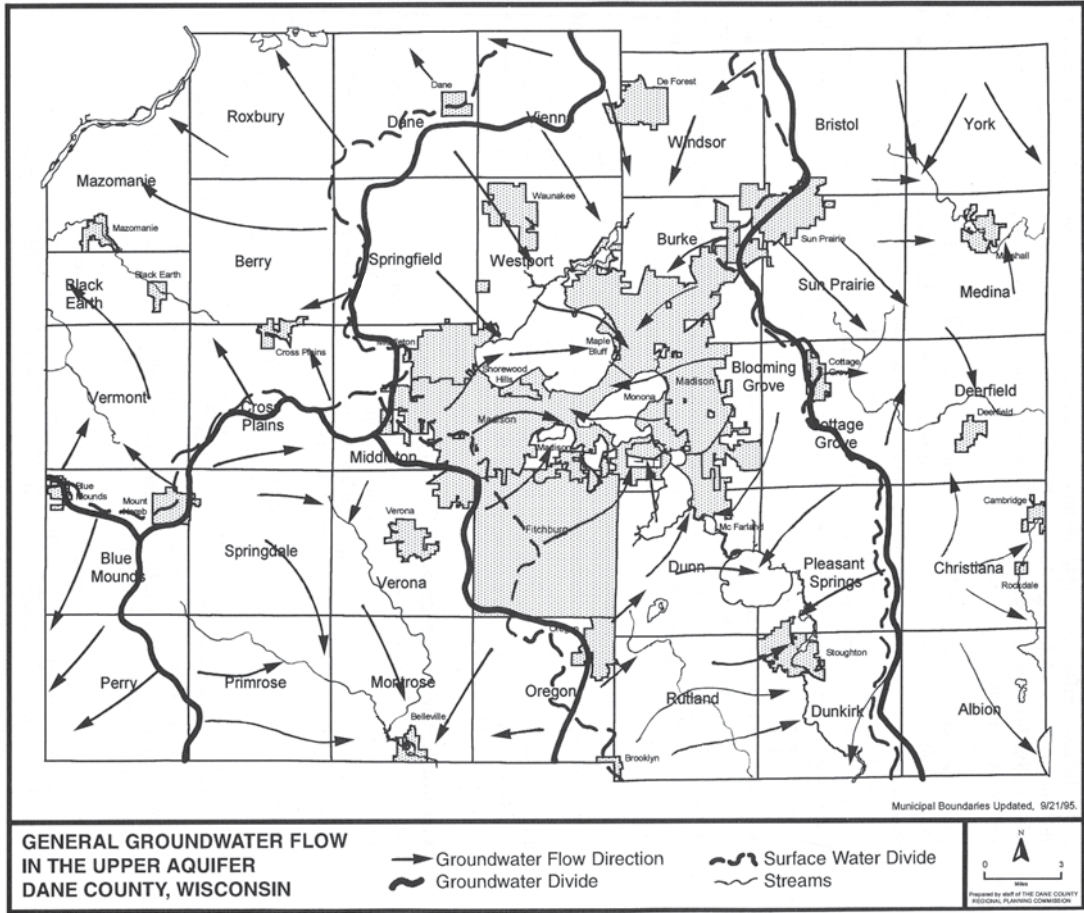 De Forest
Dane
Roxbury
Dane
Vienna
Bristol
York
Windsor
Mazomanie
Waunakee
Mazomanie
Burke
Sun Prairie
Marshall
Berry
Springfield
Westport
Black Earth
Black
Earth
Sun Prairie
Medina
Middleton
Cross Plains
Maple
Bluff
Shorewood
Hills
Blooming
Grove
Cottage
Grove
Madison
Vermont
Monona
Deerfield
Deerfield
Cross
Plains
Madison
Cottage
Grove
Madison
Middleton
Blue
Mounds
Mount
Horeb
Cambridge
Verona
Fitchburg
Mc Farland
Blue
Mounds
Springdale
Verona
Dunn
Pleasant
Springs
Christiana
Rockdale
Oregon
Stoughton
Perry
Primrose
Montrose
Oregon
Rutland
Dunkirk
Albion
Belleville
Brooklyn
Municipal Boundaries Updated, 9/21/95.
GENERAL GROUNDWATER FLOW
IN THE UPPER AQUIFER
DANE COUNTY, WISCONSIN
Groundwater Flow Direction
Groundwater Divide
Surface Water Divide
Streams
N
0 3
Miles
Prepared by staff of THE DANE COUNTY
REGIONAL PLANNING COMMISSION